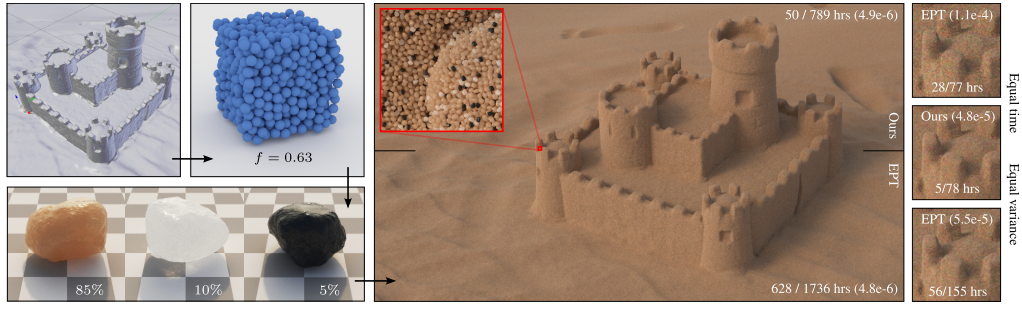 f = 0.63
85%
10%
5%
50 / 789 hrs (4.9e-6)
Ours
EPT
628 / 1736 hrs (4.8e-6)
EPT (1.1e-4)
28/77 hrs
Ours (4.8e-5)
5/78 hrs
EPT (5.5e-5)
56/155 hrs
Equal time
Equal variance